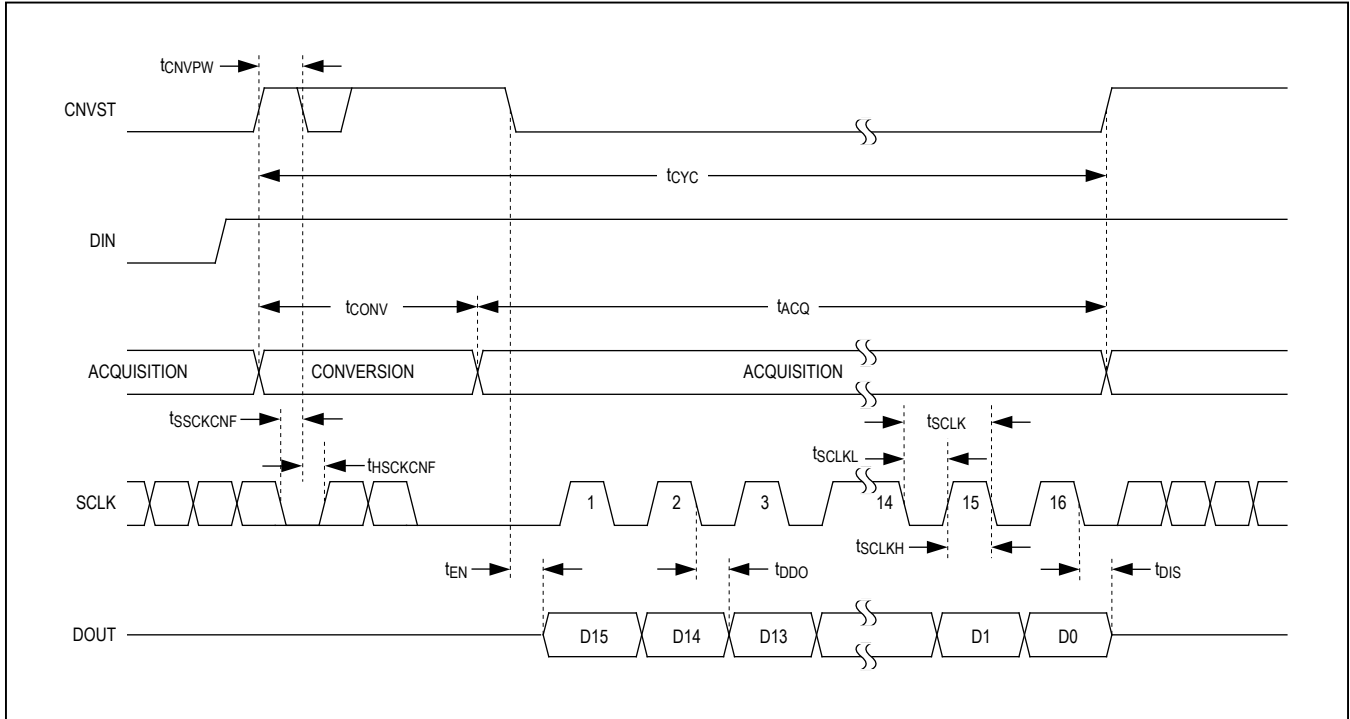 tCNVPW
CNVST
tCYC
DIN
tCONV
tACQ
ACQUISITION CONVERSION ACQUISITION
tSSCKCNF
tSCLK
tHSCKCNF
tSCLKL
SCLK 1 2 3 14 15 16
tSCLKH
tEN
tDDO
tDIS
DOUT D15 D14 D13 D1 D0